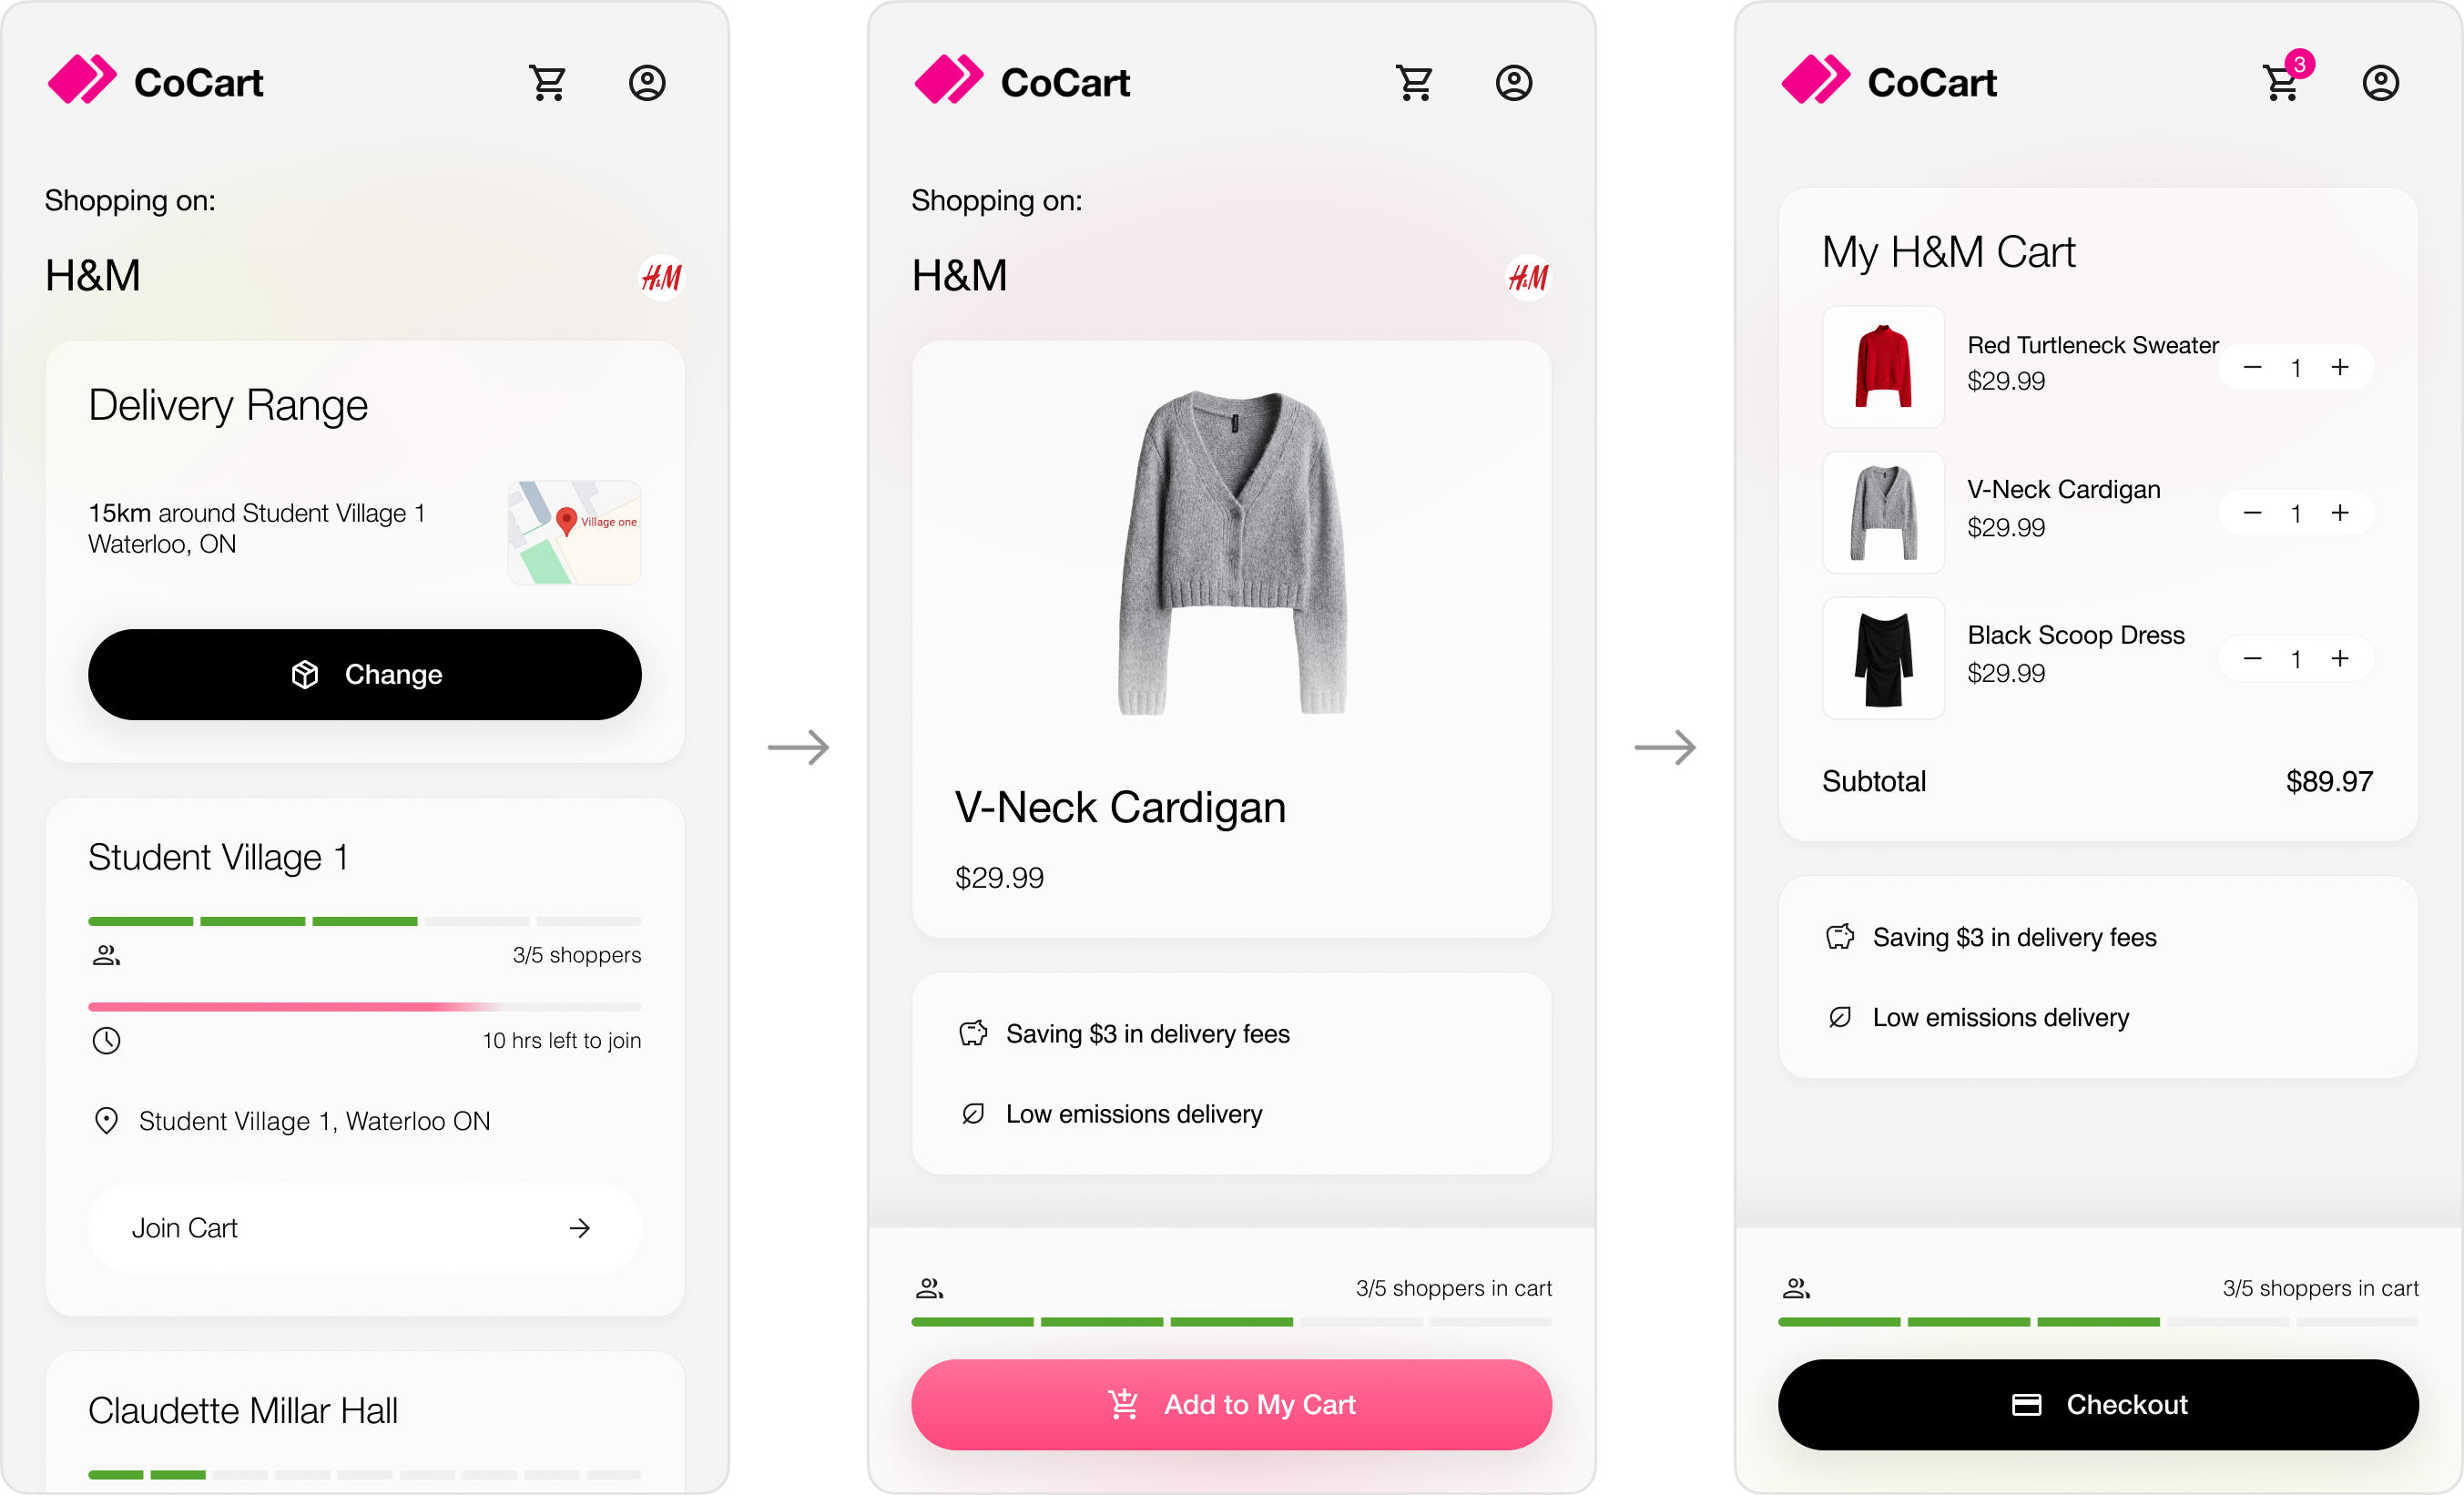 CoCart
Shopping on:
H&M
H&M
Delivery Range
15km around Student Village 1
Waterloo, ON
Village one
Change
Student Village 1
3/5 shoppers
10 hrs left to join
Student Village 1, Waterloo ON
Join Cart
Claudette Millar Hall
CoCart
Shopping on:
H&M
H&M
V-Neck Cardigan
$29.99
Saving $3 in delivery fees
Low emissions delivery
3/5 shoppers in cart
Add to My Cart
CoCart
3
My H&M Cart
Red Turtleneck Sweater
$29.99
1
V-Neck Cardigan
$29.99
1
Black Scoop Dress
$29.99
1
Subtotal $89.97
Saving $3 in delivery fees
Low emissions delivery
3/5 shoppers in cart
Checkout